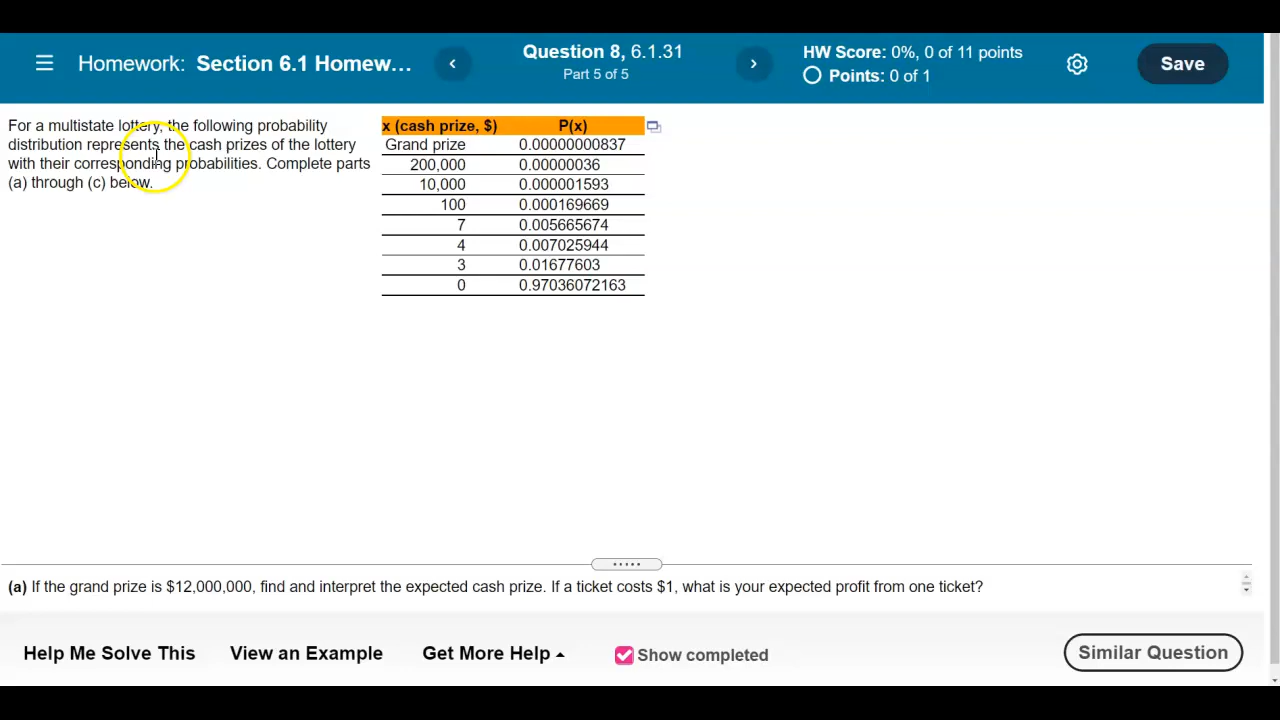 Homework: Section 6.1 Homew...
Question 8, 6.1.31
Part 5 of 5
HW Score: 0%, 0 of 11 points
Points: 0 of 1
Save
For a multistate lottery, the following probability
distribution represents the cash prizes of the lottery
with their corresponding probabilities. Complete parts
(a) through (c) below.
x (cash prize, $) P(x)
Grand prize 0.00000000837
200,000 0.00000036
10,000 0.000001593
100 0.000169669
7 0.005665674
4 0.007025944
3 0.01677603
0 0.97036072163
(a) If the grand prize is $12,000,000, find and interpret the expected cash prize. If a ticket costs $1, what is your expected profit from one ticket?
Help Me Solve This
View an Example
Get More Help
Show completed
Similar Question